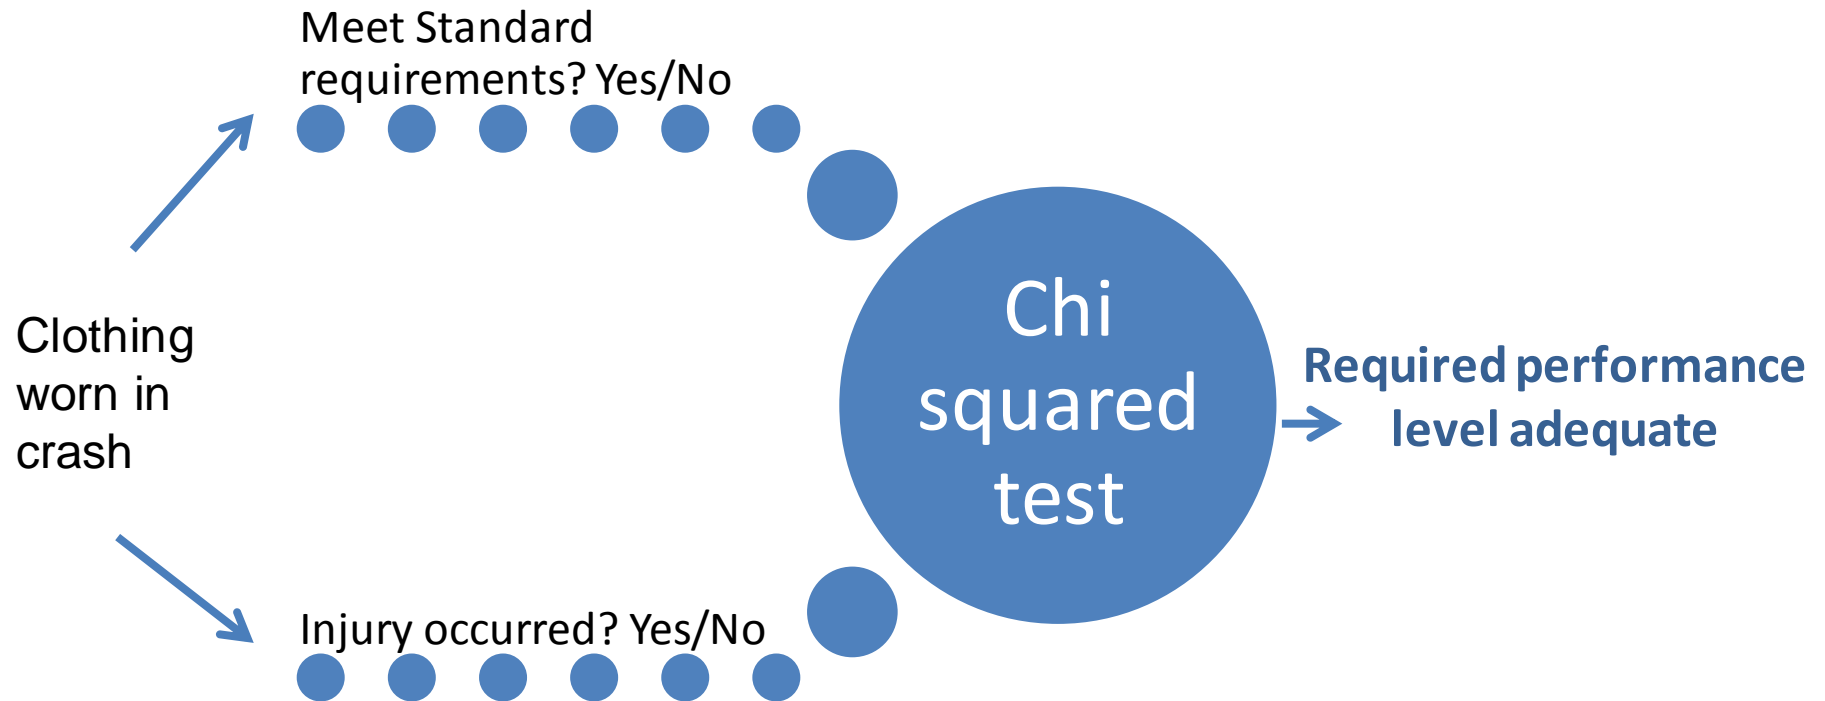 Meet Standard
requirements? Yes/No
Clothing
worn in
crash
Injury occurred? Yes/No
Chi
squared
test
Required performance
level adequate